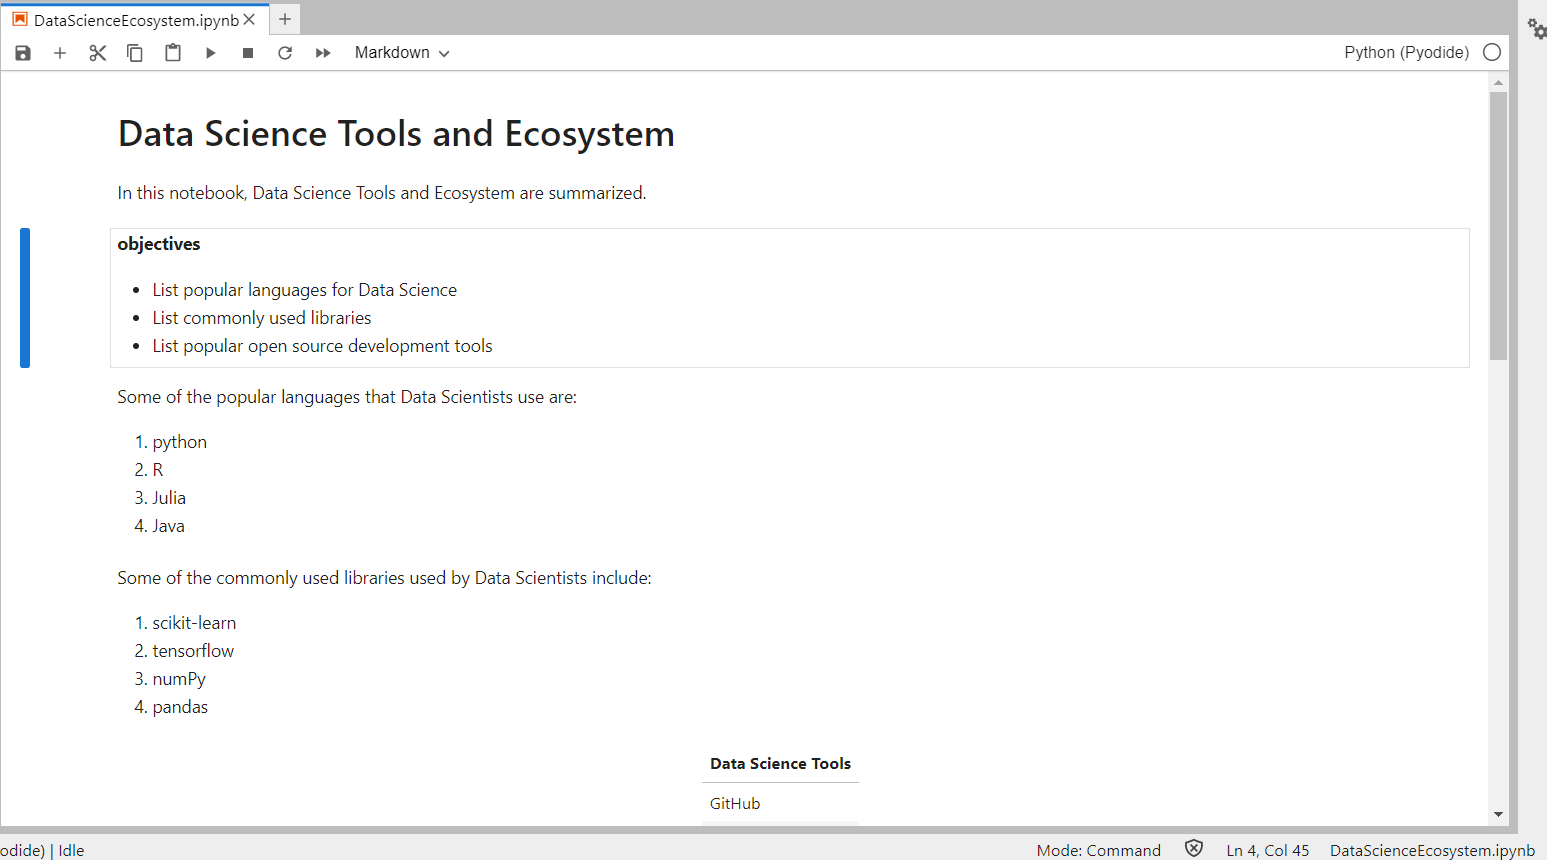 DataScienceEcosystem.ipynb
Markdown
Python (Pyodide)
Data Science Tools and Ecosystem
In this notebook, Data Science Tools and Ecosystem are summarized.
objectives
• List popular languages for Data Science
• List commonly used libraries
• List popular open source development tools
Some of the popular languages that Data Scientists use are:
1. python
2. R
3. Julia
4. Java
Some of the commonly used libraries used by Data Scientists include:
1. scikit-learn
2. tensorflow
3. numPy
4. pandas
Data Science Tools
GitHub
odide) | Idle
Mode: Command
Ln 4, Col 45
DataScienceEcosystem.ipynb